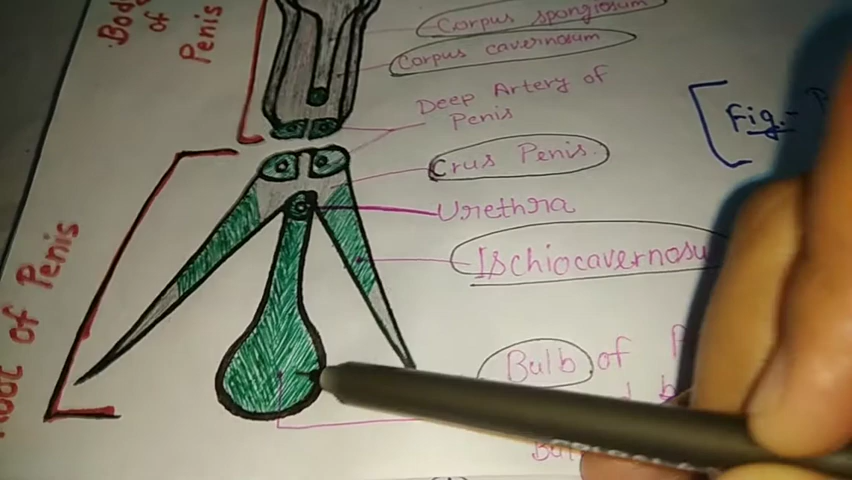 Body
of
Penis
Corpus spongiosum
Corpus cavernosum
Deep Artery of
Penis
Fig.-
Crus Penis.
Urethra
Ischiocavernosu
Root of Penis
Bulb of